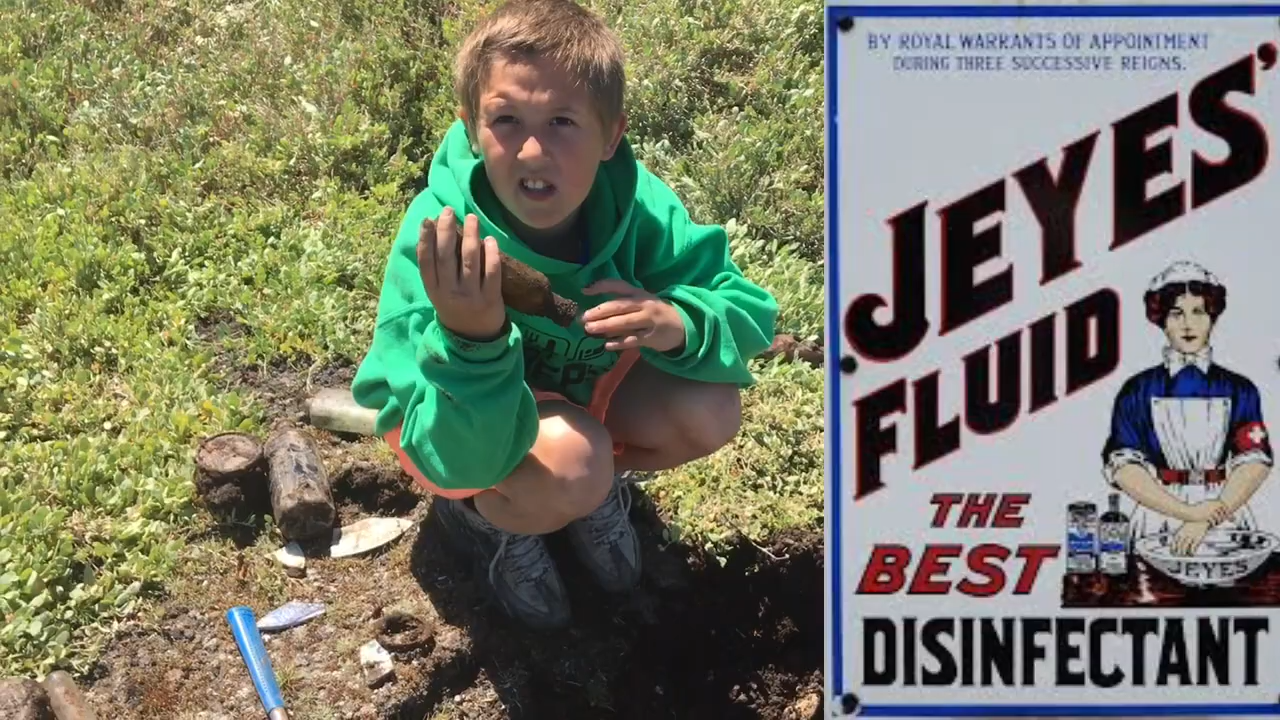 BY ROYAL WARRANTS OF APPOINTMENT
DURING THREE SUCCESSIVE REIGNS.
JEYES'
FLUID
THE
BEST
JEYES
DISINFECTANT